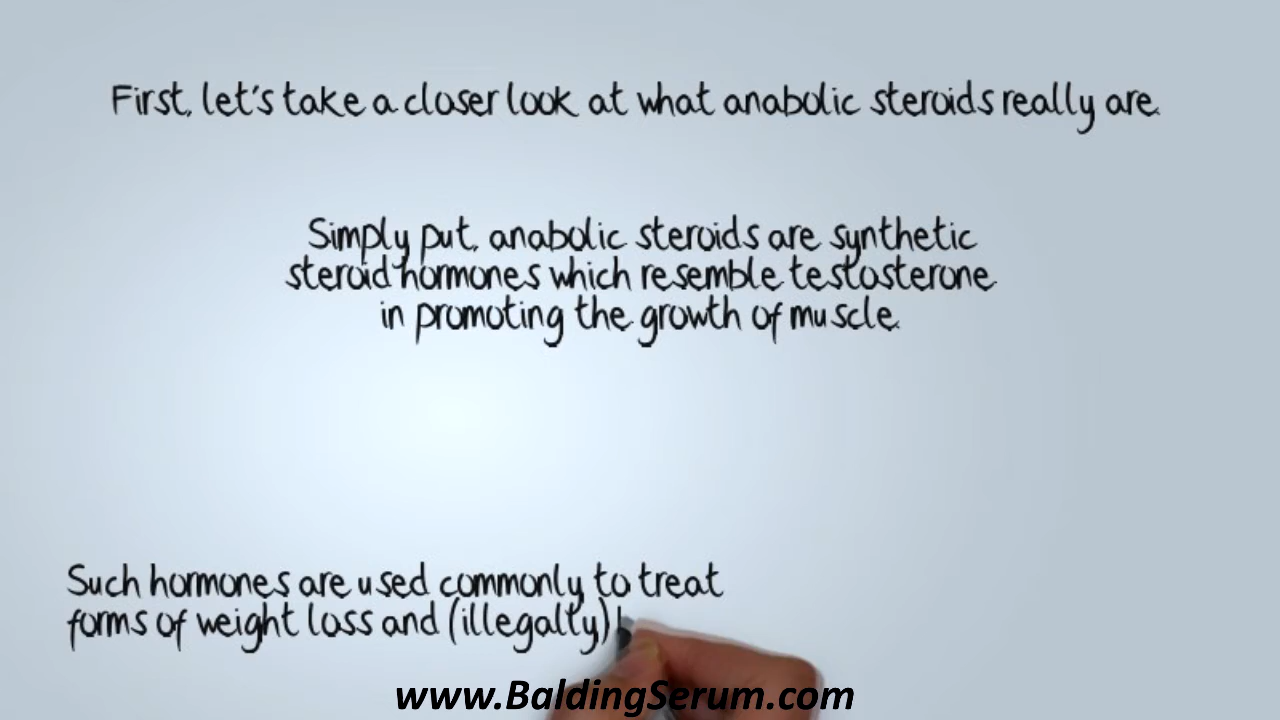 First, let's take a closer look at what anabolic steroids really are.
Simply put, anabolic steroids are synthetic
steroid hormones which resemble testosterone
in promoting the growth of muscle.
Such hormones are used commonly to treat
forms of weight loss and (illegally)
www.BaldingSerum.com